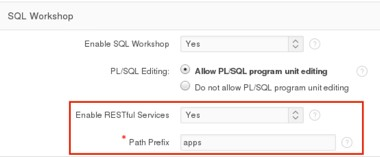 SQL Workshop
Enable SQL Workshop Yes ?
PL/SQL Editing: Allow PL/SQL program unit editing ?
Do not allow PL/SQL program unit editing
Enable RESTful Services Yes ?
* Path Prefix apps ?